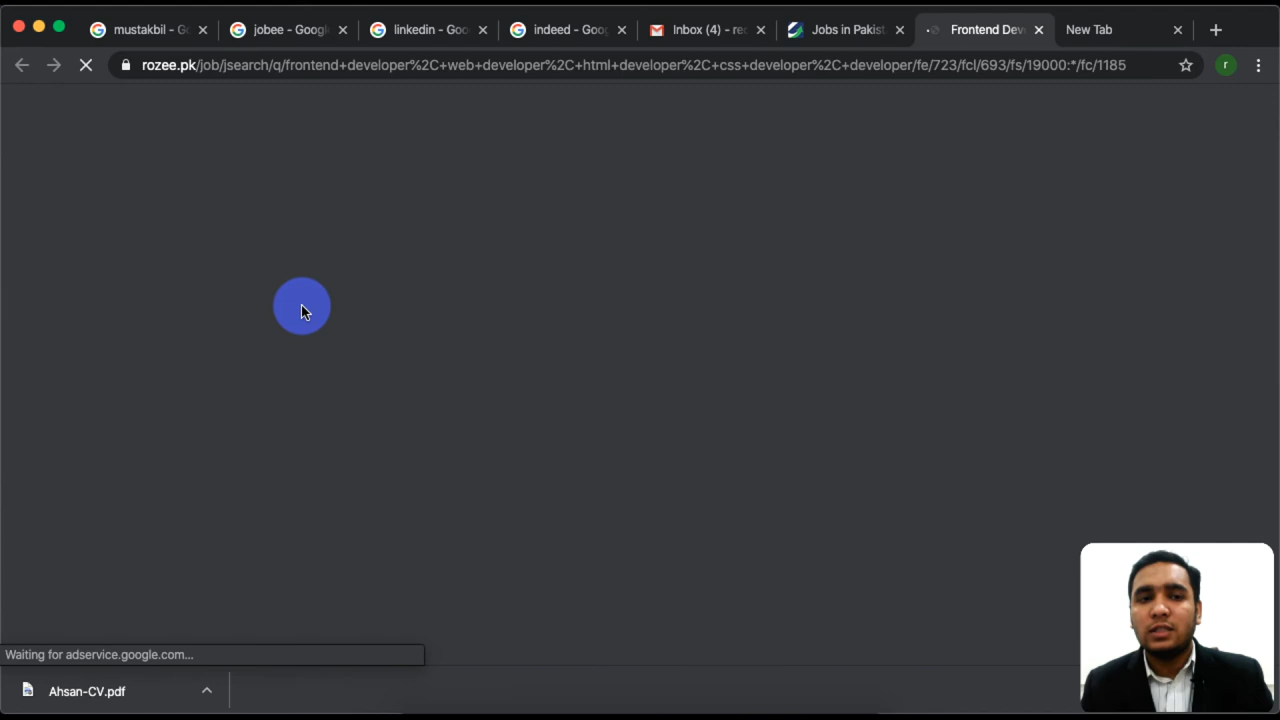 mustakbil - Go
jobee - Googl
linkedin - Goo
indeed - Goog
Inbox (4) - rec
Jobs in Pakist
Frontend Dev
New Tab
rozee.pk/job/jsearch/q/frontend+developer%2C+web+developer%2C+html+developer%2C+css+developer%2C+developer/fe/723/fcl/693/fs/19000:*/fc/1185
r
Waiting for adservice.google.com...
Ahsan-CV.pdf